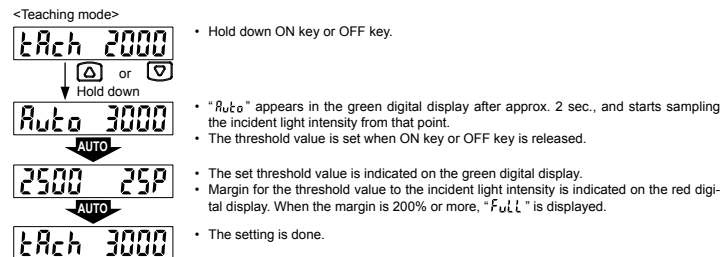 <Teaching mode>
tAch 2000
• Hold down ON key or OFF key.
or
Hold down
Auto 3000
• “Auto” appears in the green digital display after approx. 2 sec., and starts sampling
the incident light intensity from that point.
• The threshold value is set when ON key or OFF key is released.
AUTO
2500 25P
• The set threshold value is indicated on the green digital display.
• Margin for the threshold value to the incident light intensity is indicated on the red digi-
tal display. When the margin is 200% or more, “FuLL” is displayed.
AUTO
tAch 3000
• The setting is done.